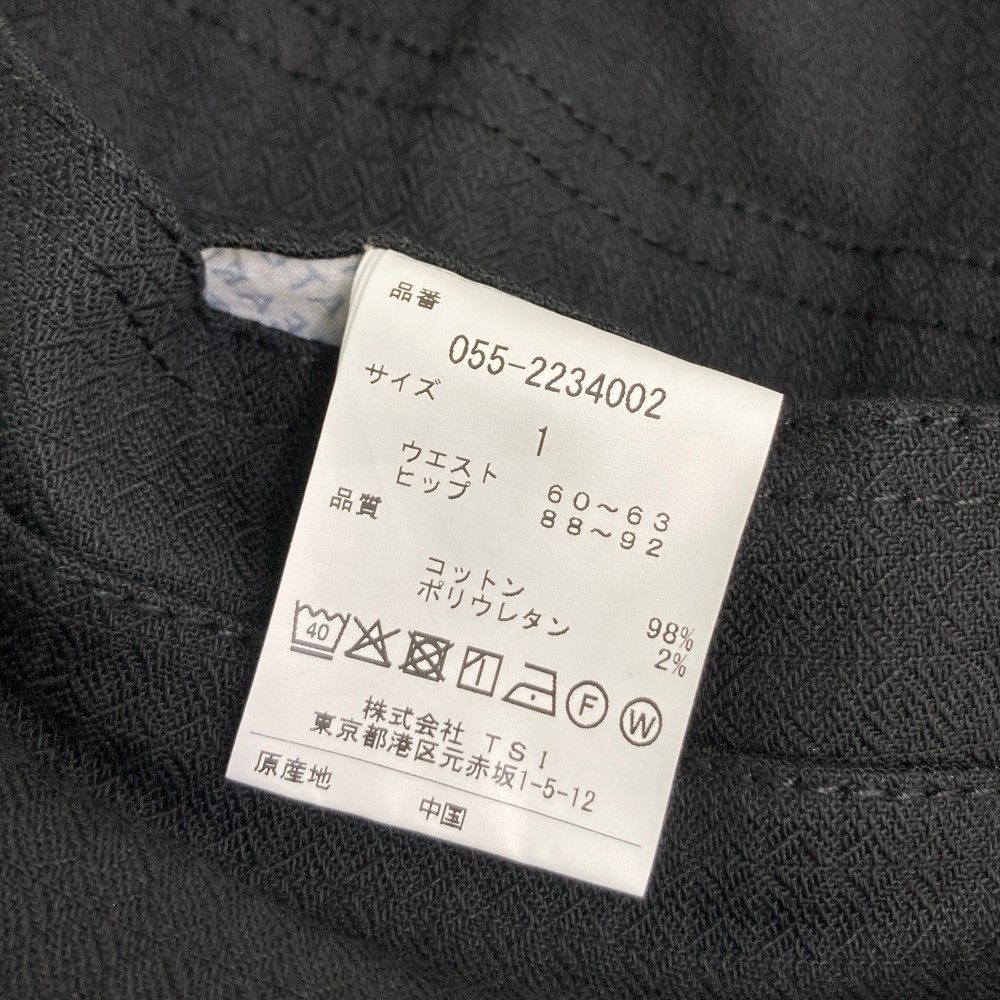 品番
055-2234002
サイズ
1
ウエスト 60～63
ヒップ 88～92
品質
コットン 98%
ポリウレタン 2%
40 F W
株式会社 TSI
東京都港区元赤坂1-5-12
原産地
中国